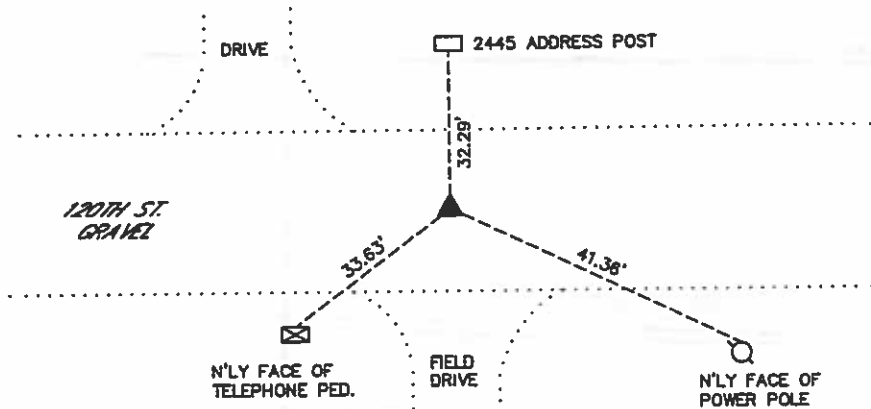 DRIVE
2445 ADDRESS POST
32.29'
120TH ST.
GRAVEL
33.63'
41.36'
N'LY FACE OF
TELEPHONE PED.
FIELD
DRIVE
N'LY FACE OF
POWER POLE